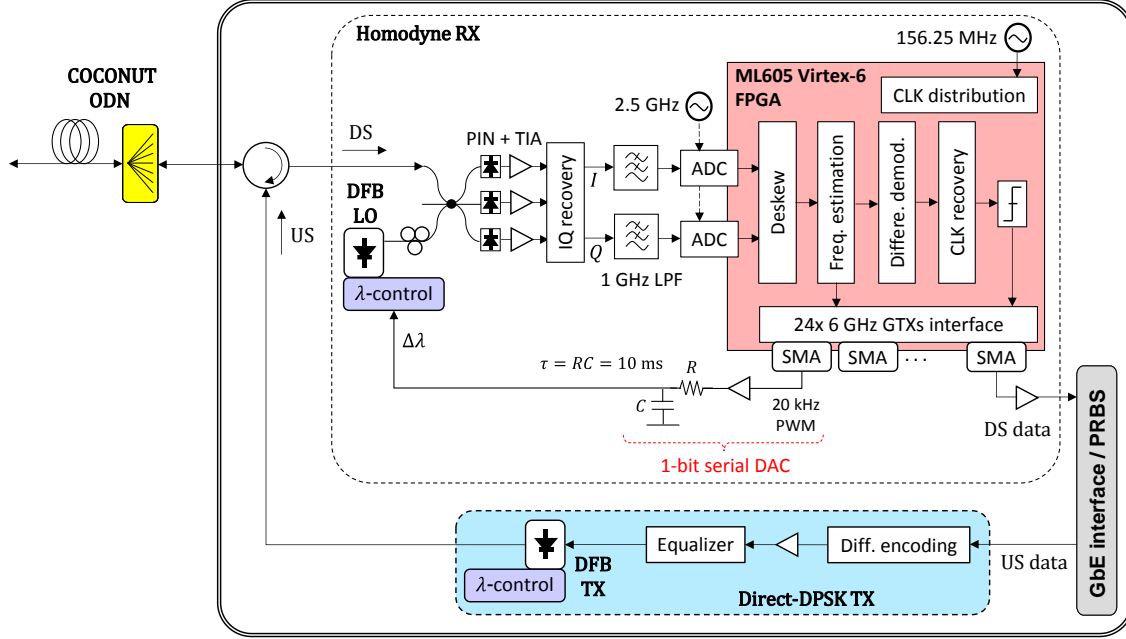 Homodyne RX
156.25 MHz
COCONUT
ODN
ML605 Virtex-6
FPGA
CLK distribution
2.5 GHz
DS
PIN + TIA
I
ADC
DFB
LO
US
IQ recovery
Q
ADC
1 GHz LPF
Deskew
Freq. estimation
Differe. demod.
CLK recovery
λ-control
24x 6 GHz GTXs interface
Δλ
SMA
SMA
...
SMA
τ = RC = 10 ms
R
C
20 kHz
PWM
DS data
1-bit serial DAC
GbE interface / PRBS
Equalizer
Diff. encoding
US data
DFB
TX
λ-control
Direct-DPSK TX